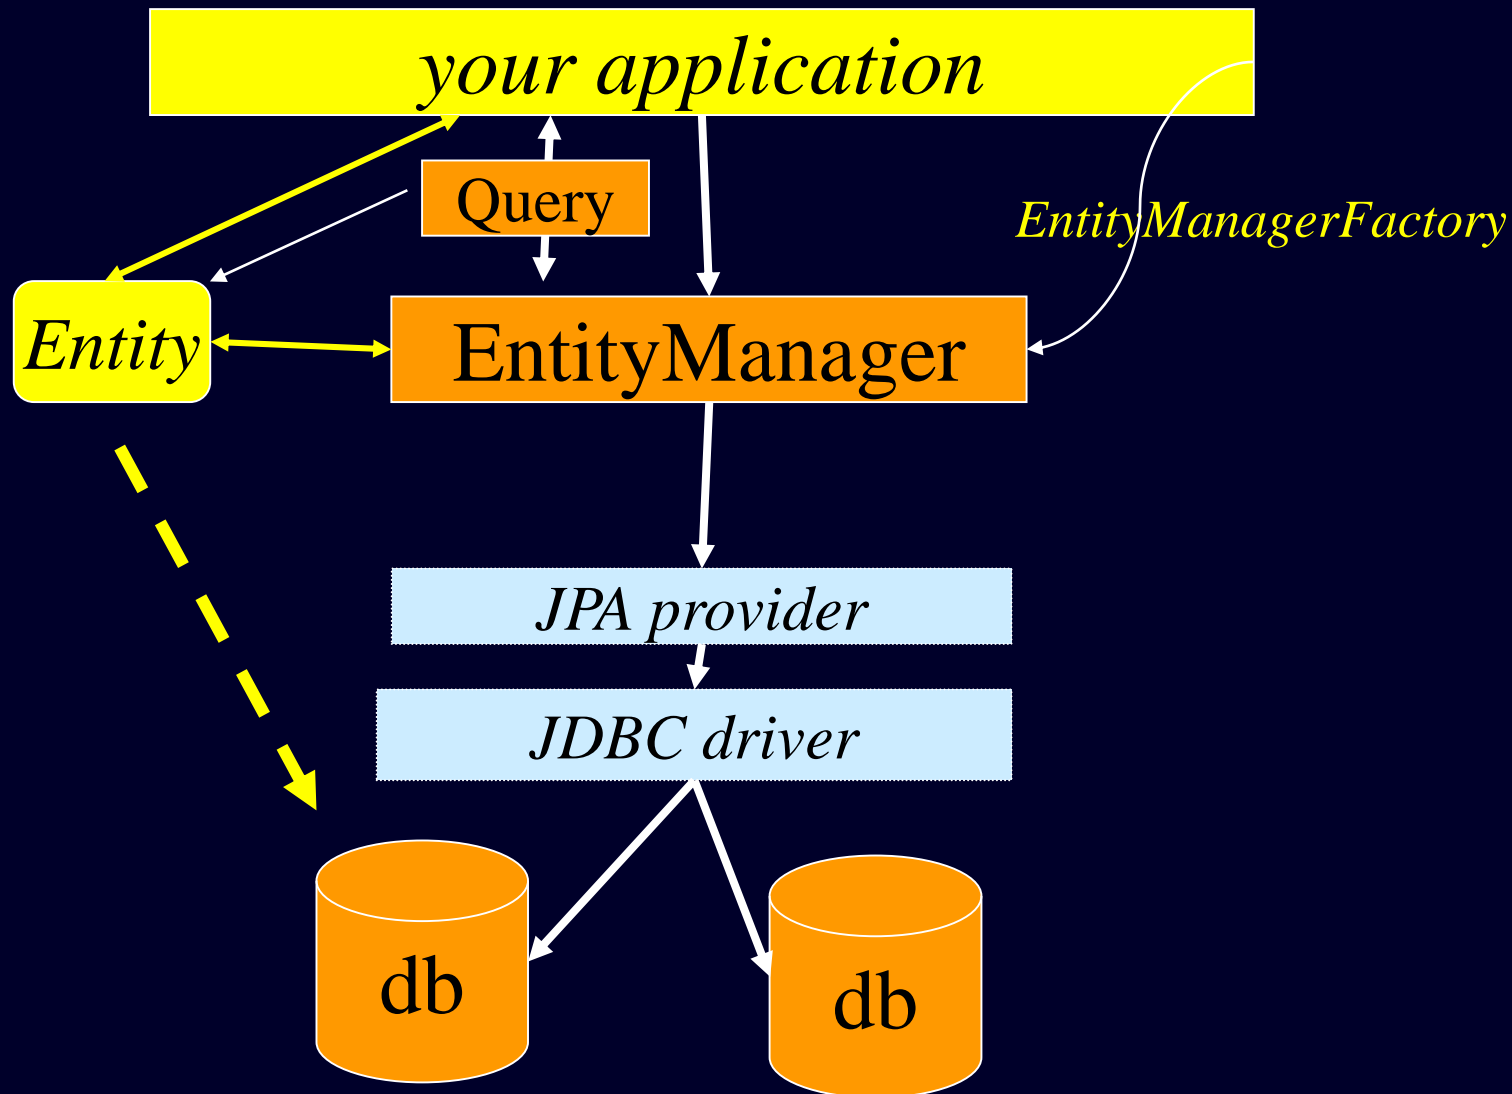 your application
Query
EntityManagerFactory
Entity
EntityManager
JPA provider
JDBC driver
db
db